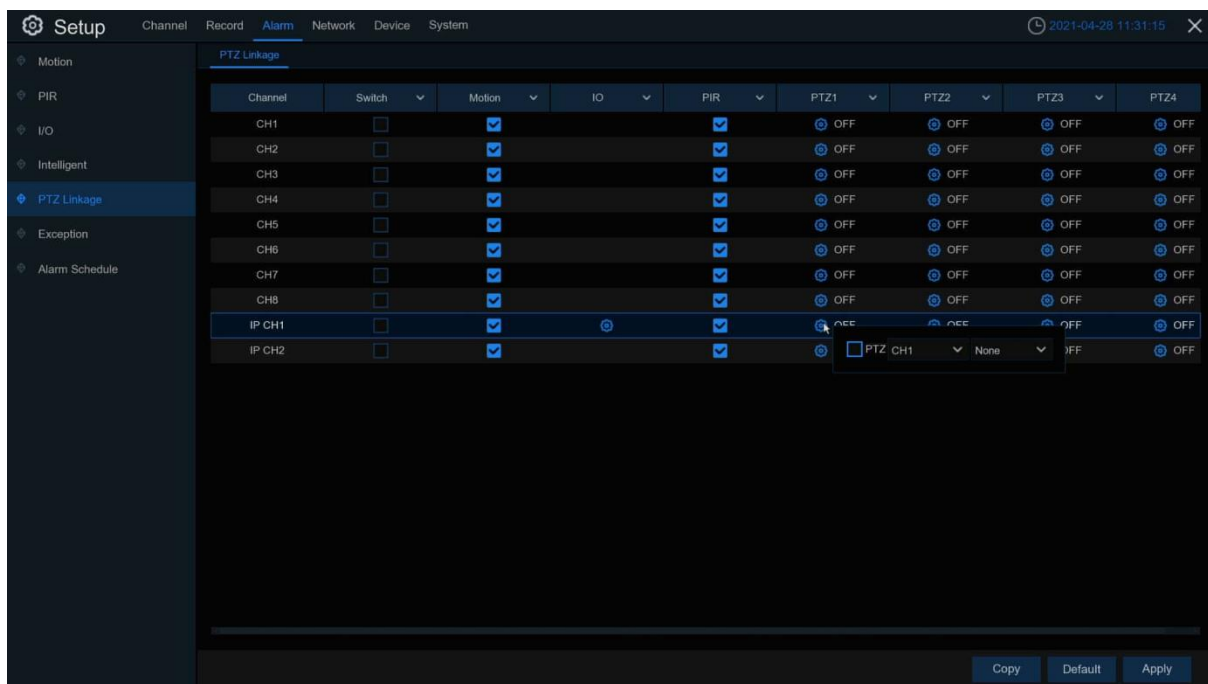 Setup Channel Record Alarm Network Device System 2021-04-28 11:31:15
Motion
PIR
I/O
Intelligent
PTZ Linkage
Exception
Alarm Schedule
PTZ Linkage
Channel Switch Motion IO PIR PTZ1 PTZ2 PTZ3 PTZ4
CH1 OFF OFF OFF OFF
CH2 OFF OFF OFF OFF
CH3 OFF OFF OFF OFF
CH4 OFF OFF OFF OFF
CH5 OFF OFF OFF OFF
CH6 OFF OFF OFF OFF
CH7 OFF OFF OFF OFF
CH8 OFF OFF OFF OFF
IP CH1 OFF OFF OFF OFF
IP CH2 OFF
PTZ CH1 None
Copy Default Apply